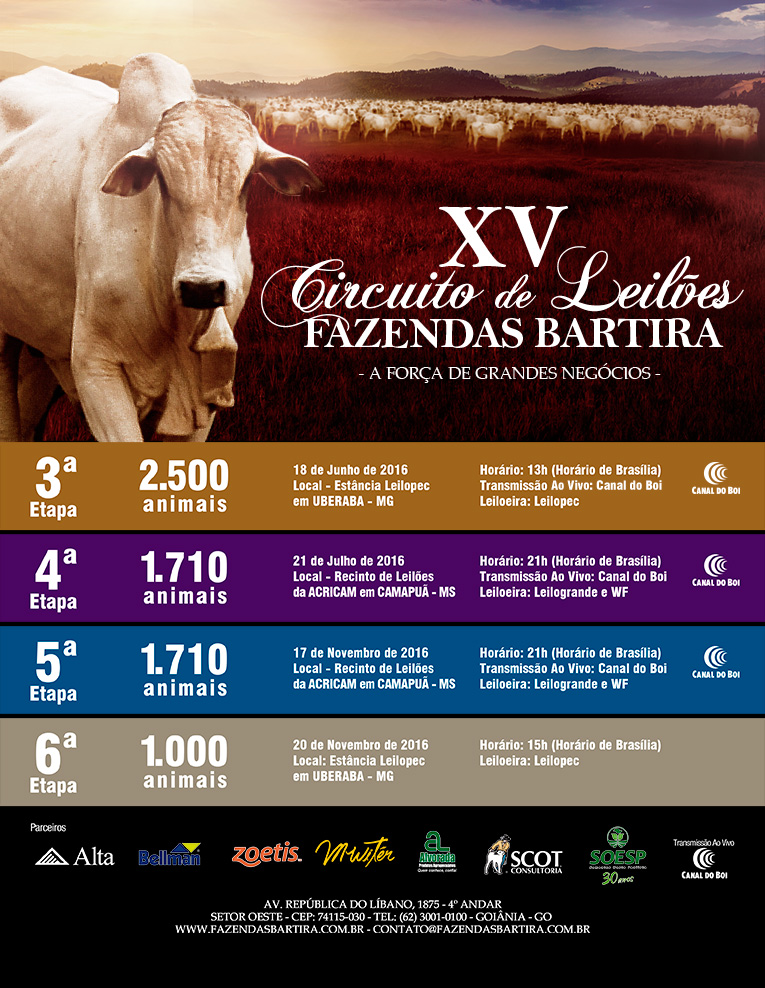 XV
Circuito de Leilões
FAZENDAS BARTIRA
- A FORÇA DE GRANDES NEGÓCIOS -
3ª
Etapa
2.500
animais
18 de Junho de 2016
Local - Estância Leilopec
em UBERABA - MG
Horário: 13h (Horário de Brasília)
Transmissão Ao Vivo: Canal do Boi
Leiloeira: Leilopec
CANAL DO BOI
4ª
Etapa
1.710
animais
21 de Julho de 2016
Local - Recinto de Leilões
da ACRICAM em CAMAPUÃ - MS
Horário: 21h (Horário de Brasília)
Transmissão Ao Vivo: Canal do Boi
Leiloeira: Leilogrande e WF
CANAL DO BOI
5ª
Etapa
1.710
animais
17 de Novembro de 2016
Local - Recinto de Leilões
da ACRICAM em CAMAPUÃ - MS
Horário: 21h (Horário de Brasília)
Transmissão Ao Vivo: Canal do Boi
Leiloeira: Leilogrande e WF
CANAL DO BOI
6ª
Etapa
1.000
animais
20 de Novembro de 2016
Local: Estância Leilopec
em UBERABA - MG
Horário: 15h (Horário de Brasília)
Leiloeira: Leilopec
Parceiros
Alta
Bellman
zoetis
Alvorada
Produtos Agropecuários
Quem conhece, confia!
SCOT
CONSULTORIA
SOESP
30 anos
Transmissão Ao Vivo
CANAL DO BOI
AV. REPÚBLICA DO LÍBANO, 1875 - 4º ANDAR
SETOR OESTE - CEP: 74115-030 - TEL: (62) 3001-0100 - GOIÂNIA - GO
WWW.FAZENDASBARTIRA.COM.BR - CONTATO@FAZENDASBARTIRA.COM.BR